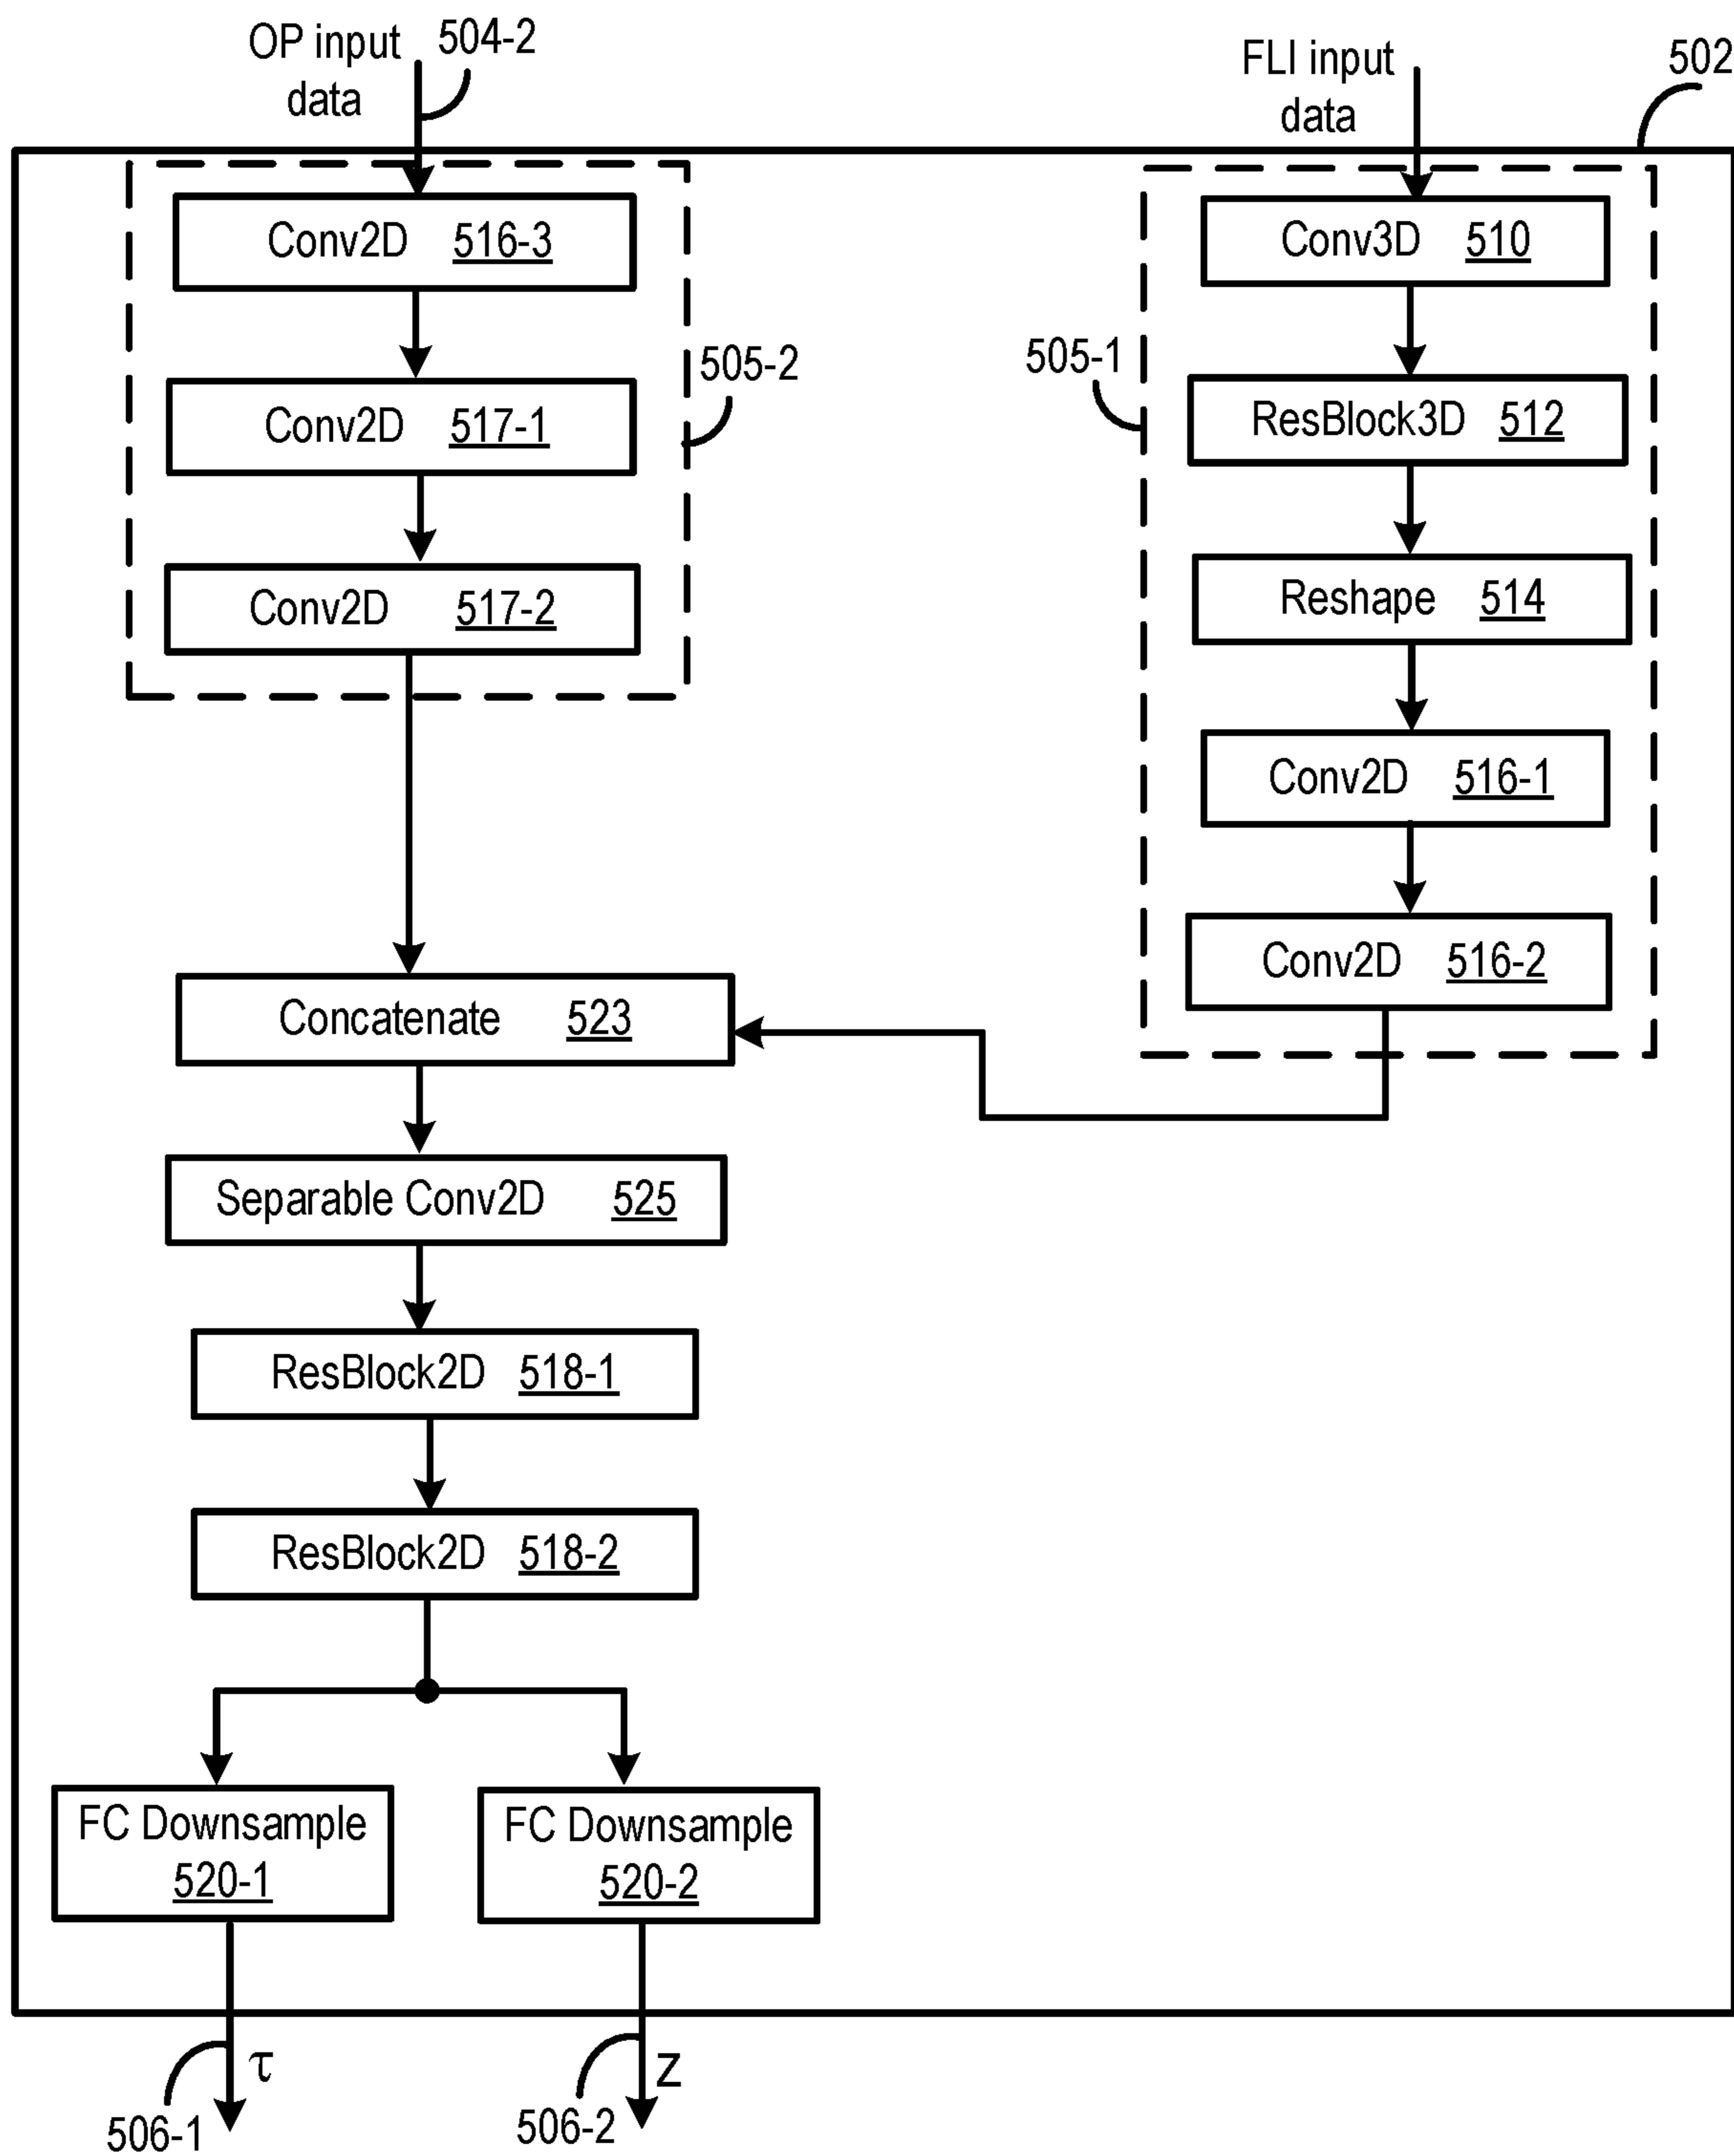 OP input
data
504-2
FLI input
data
502
Conv2D 516-3
Conv2D 517-1
Conv2D 517-2
505-2
505-1
Conv3D 510
ResBlock3D 512
Reshape 514
Conv2D 516-1
Conv2D 516-2
Concatenate 523
Separable Conv2D 525
ResBlock2D 518-1
ResBlock2D 518-2
FC Downsample
520-1
FC Downsample
520-2
τ
506-1
z
506-2